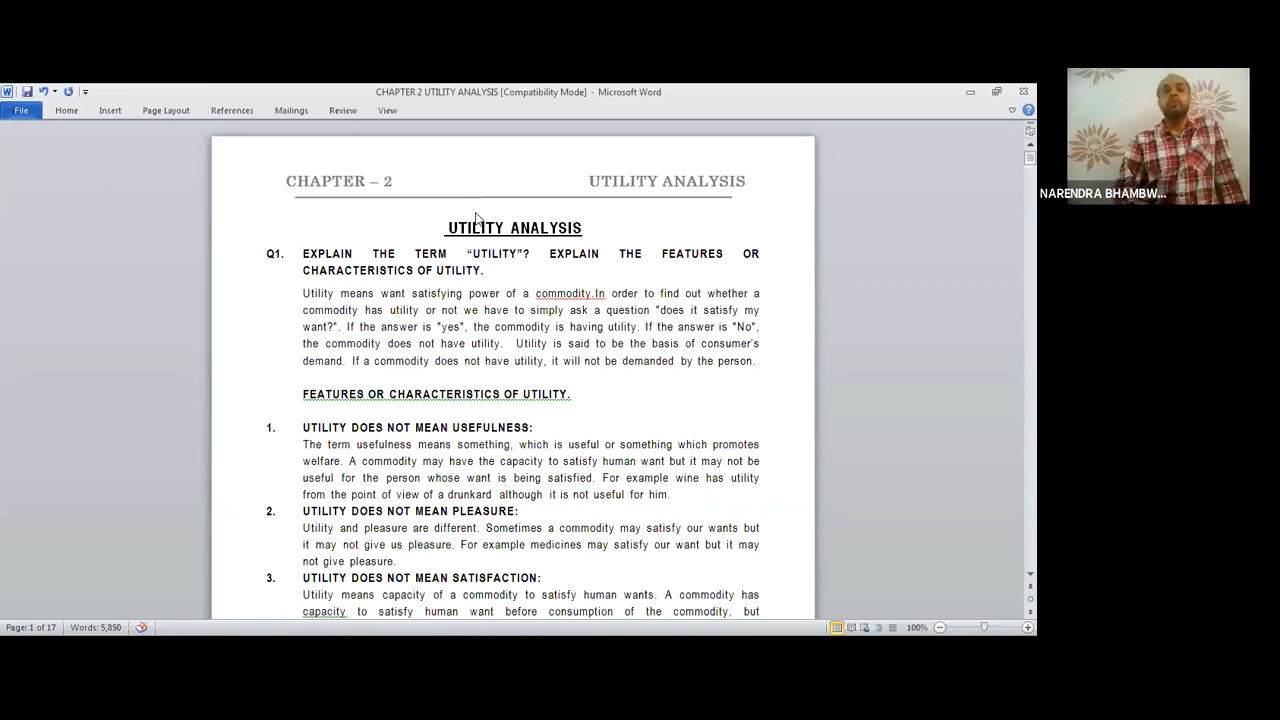 CHAPTER 2 UTILITY ANALYSIS [Compatibility Mode] - Microsoft Word
File Home Insert Page Layout References Mailings Review View
CHAPTER – 2 UTILITY ANALYSIS
UTILITY ANALYSIS
Q1. EXPLAIN THE TERM “UTILITY”? EXPLAIN THE FEATURES OR
CHARACTERISTICS OF UTILITY.
Utility means want satisfying power of a commodity.In order to find out whether a
commodity has utility or not we have to simply ask a question "does it satisfy my
want?". If the answer is "yes", the commodity is having utility. If the answer is "No",
the commodity does not have utility. Utility is said to be the basis of consumer's
demand. If a commodity does not have utility, it will not be demanded by the person.
FEATURES OR CHARACTERISTICS OF UTILITY.
1. UTILITY DOES NOT MEAN USEFULNESS:
The term usefulness means something, which is useful or something which promotes
welfare. A commodity may have the capacity to satisfy human want but it may not be
useful for the person whose want is being satisfied. For example wine has utility
from the point of view of a drunkard although it is not useful for him.
2. UTILITY DOES NOT MEAN PLEASURE:
Utility and pleasure are different. Sometimes a commodity may satisfy our wants but
it may not give us pleasure. For example medicines may satisfy our want but it may
not give pleasure.
3. UTILITY DOES NOT MEAN SATISFACTION:
Utility means capacity of a commodity to satisfy human wants. A commodity has
capacity to satisfy human want before consumption of the commodity, but
Page: 1 of 17 Words: 5,850 100%
NARENDRA BHAMBW...